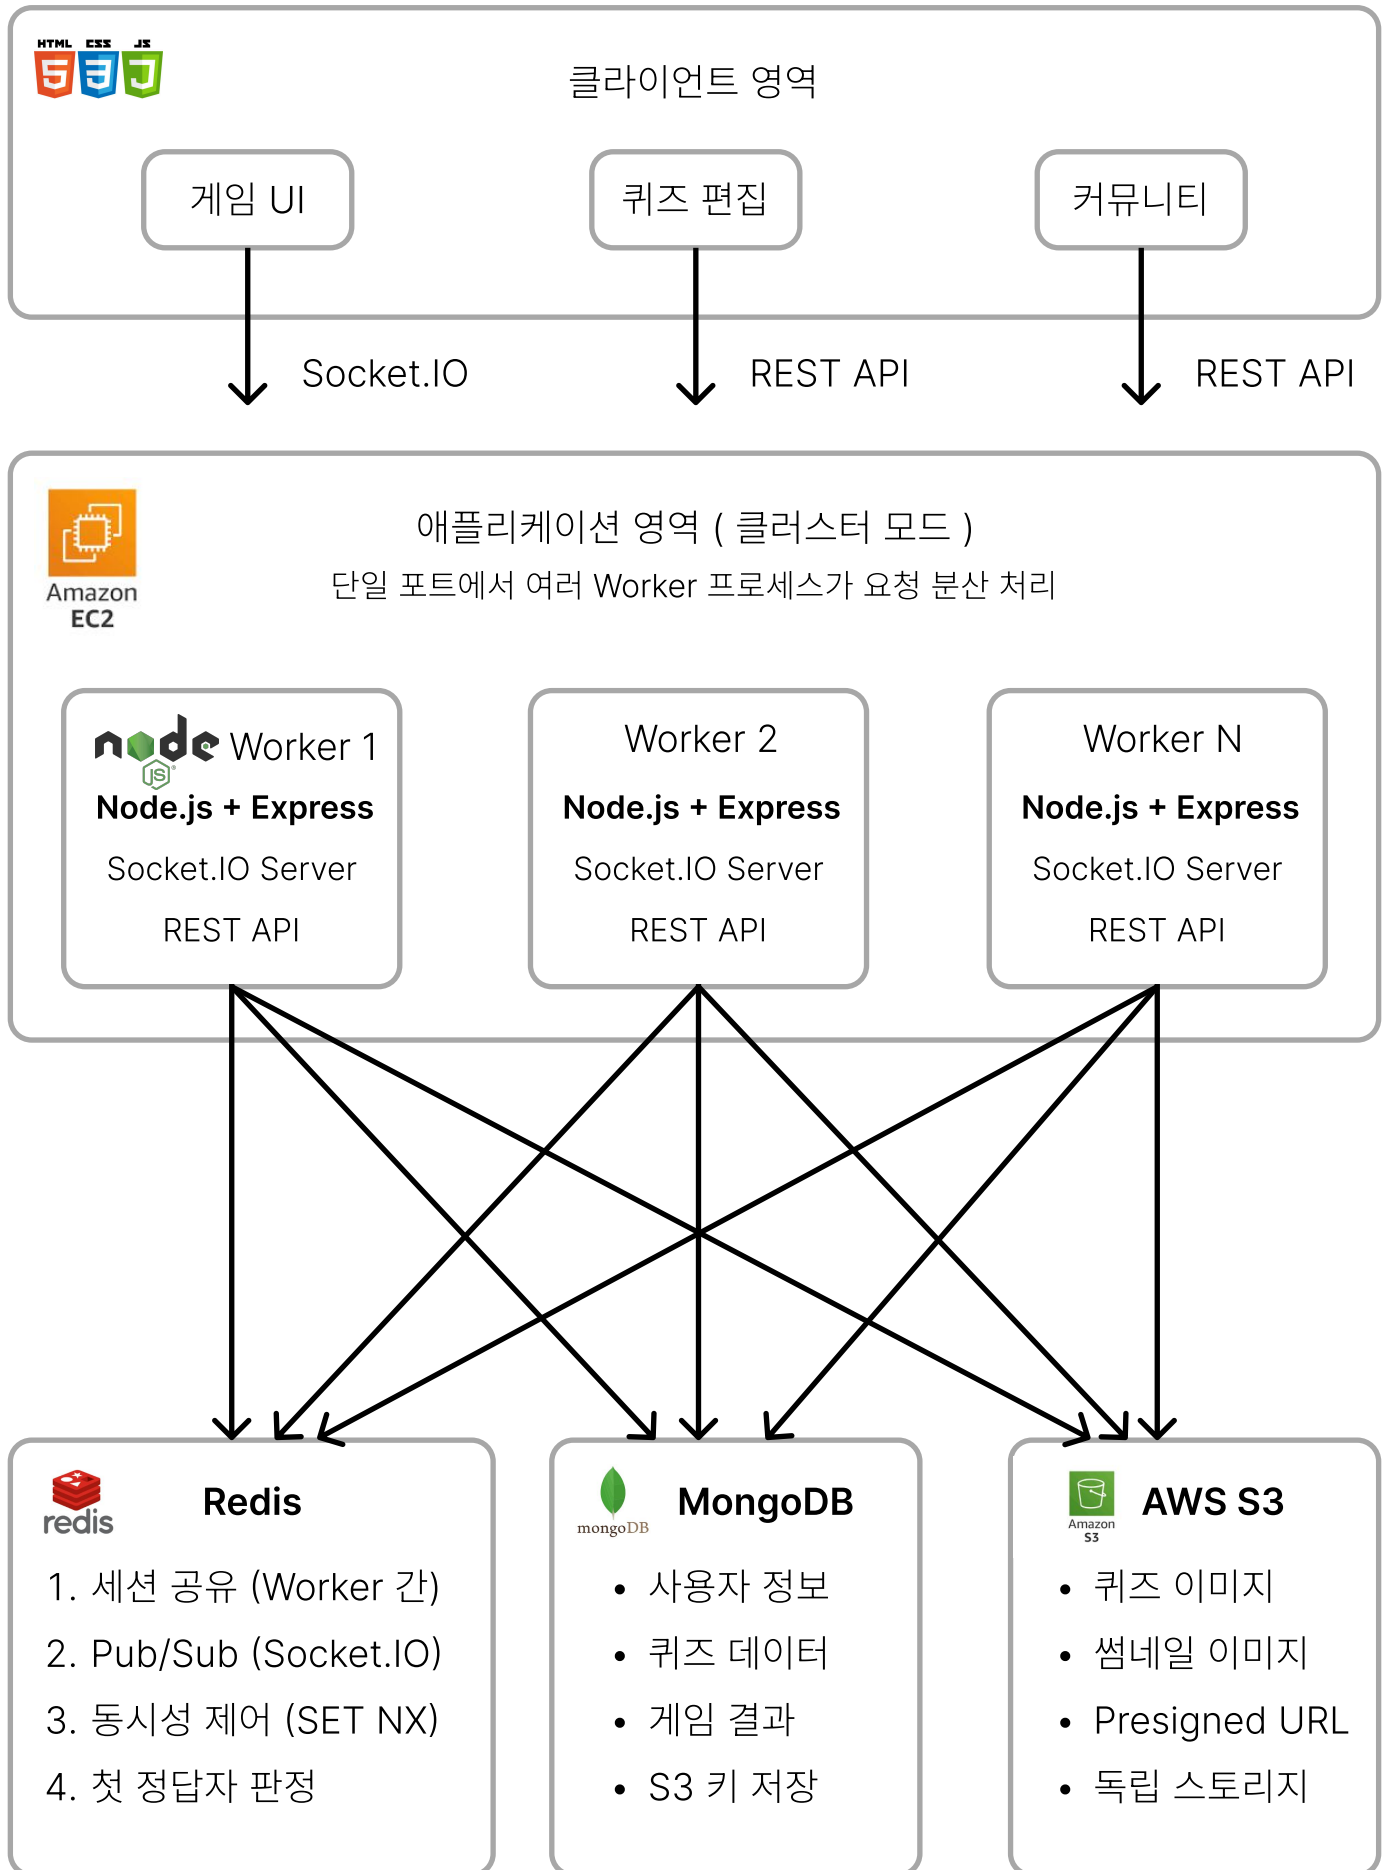 HTML CSS JS
5 3 J
클라이언트 영역
게임 UI
퀴즈 편집
커뮤니티
Socket.IO
REST API
REST API
Amazon
EC2
애플리케이션 영역 ( 클러스터 모드 )
단일 포트에서 여러 Worker 프로세스가 요청 분산 처리
node Worker 1
JS
Node.js + Express
Socket.IO Server
REST API
Worker 2
Node.js + Express
Socket.IO Server
REST API
Worker N
Node.js + Express
Socket.IO Server
REST API
redis
Redis
1. 세션 공유 (Worker 간)
2. Pub/Sub (Socket.IO)
3. 동시성 제어 (SET NX)
4. 첫 정답자 판정
mongoDB
MongoDB
• 사용자 정보
• 퀴즈 데이터
• 게임 결과
• S3 키 저장
Amazon
S3
AWS S3
• 퀴즈 이미지
• 썸네일 이미지
• Presigned URL
• 독립 스토리지